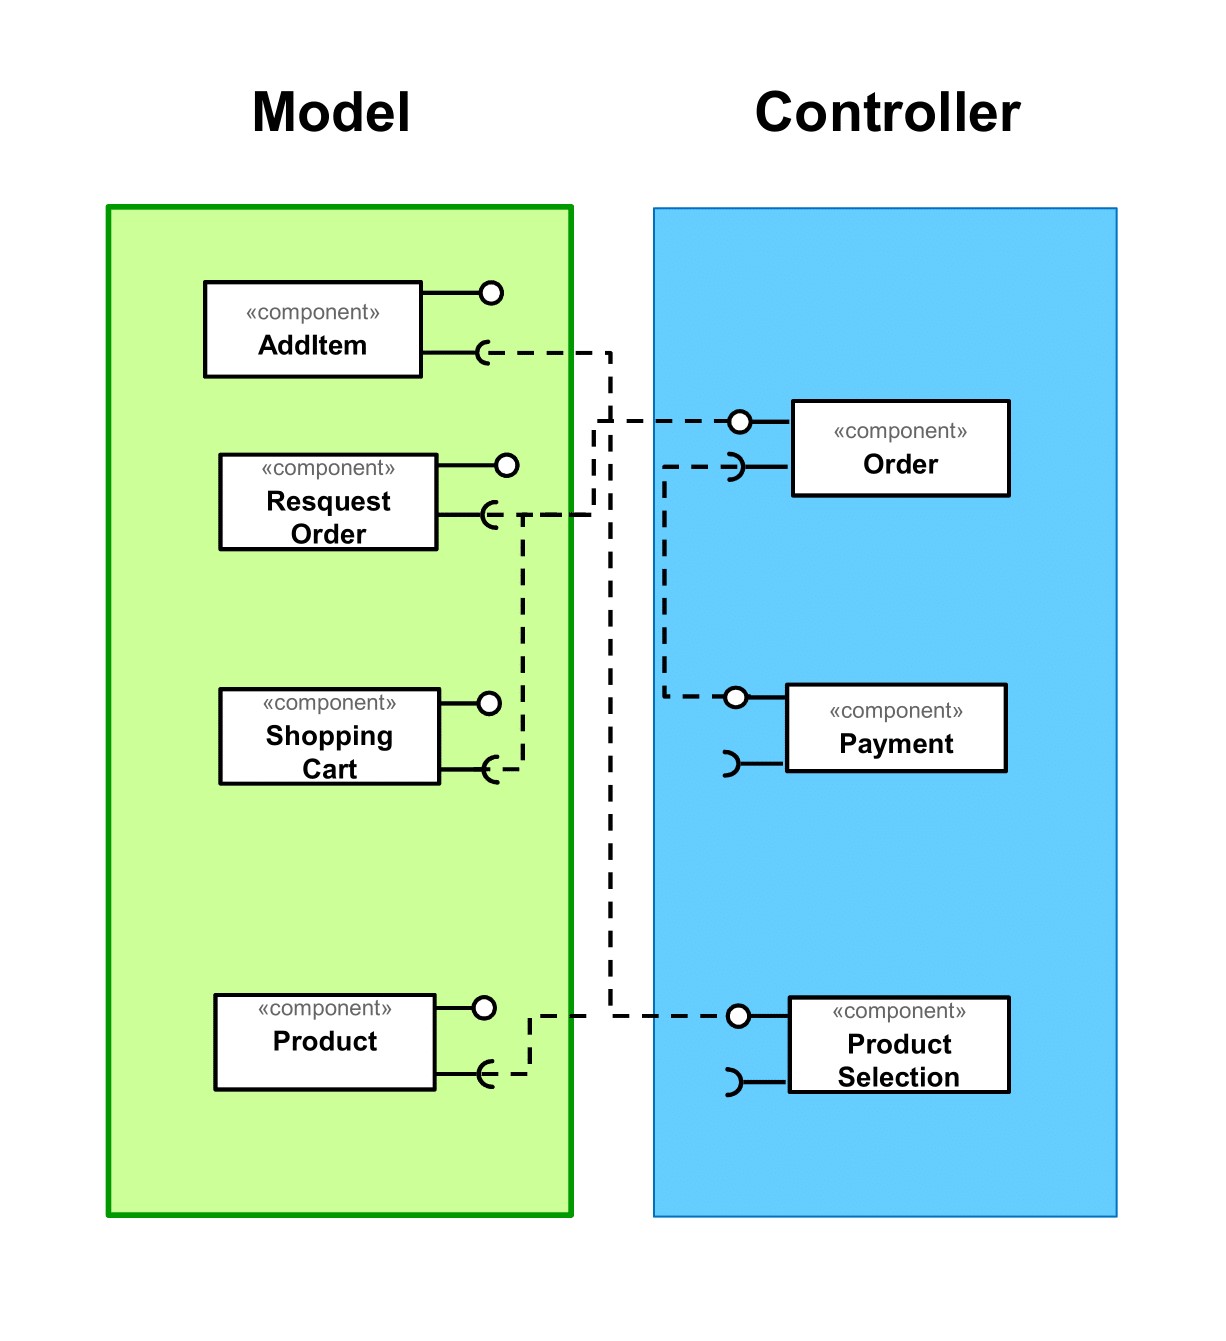 Model
Controller
«component»
AddItem
«component»
Resquest
Order
«component»
Shopping
Cart
«component»
Product
«component»
Order
«component»
Payment
«component»
Product
Selection